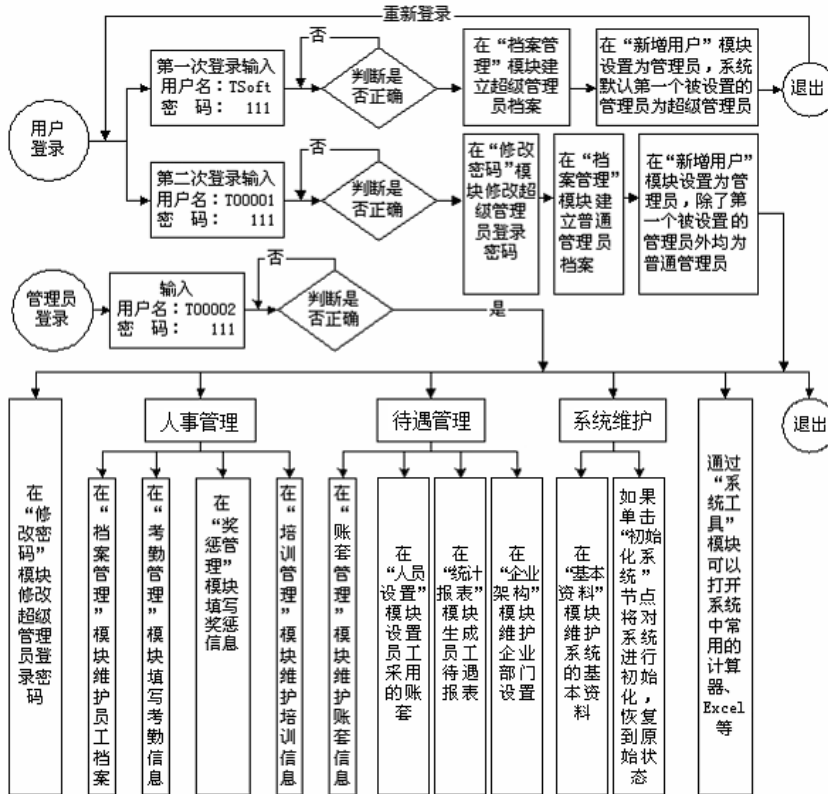 重新登录
用户
登录
第一次登录输入
用户名：TSoft
密 码： 111
否
判断是
否正确
在“档案
管理”模块建
立超级管理
员档案
在“新增用户”模块
设置为管理员，系统
默认第一个被设置的
管理员为超级管理员
退出
第二次登录输入
用户名：T00001
密 码： 111
否
判断是
否正确
在“修改
密码”模
块修改超
级管理
员登录
密码
在“档
案管理”
模块建
立普通
管理员
档案
在“新增用户”
模块设置为管
理员，除了第
一个被设置的
管理员外均为
普通管理员
管理员
登录
输入
用户名：T00002
密 码： 111
否
判断是
否正确
是
人事管理
待遇管理
系统维护
退出
在
“修
改密
码”
模块
修改
超级
管理
员登
录密
码
在“档案管理”模块维护员工档案
在“考勤管理”模块填写考勤信息
在
“奖
惩管
理”
模块
填写
奖惩
信息
在“培训管理”模块维护培训信息
在“账套管理”模块维护账套信息
在
“人员
设置”
模块
设置
员工
采用
的账
套
在
“统计
报表”
模块
生成
员工
待遇
报表
在
“企业
架构”
模块
维护
企业
部门
设置
在
“基本
资料”
模块
维护
系统
的基
本资
料
如果
单击
“初始
化系
统”
节点
将对
系统
进行
初始
化，
恢复
到原
始状
态
通过
“系
统工
具”
模块
可以
打开
系统
中常
用的
计算
器、
Excel
等